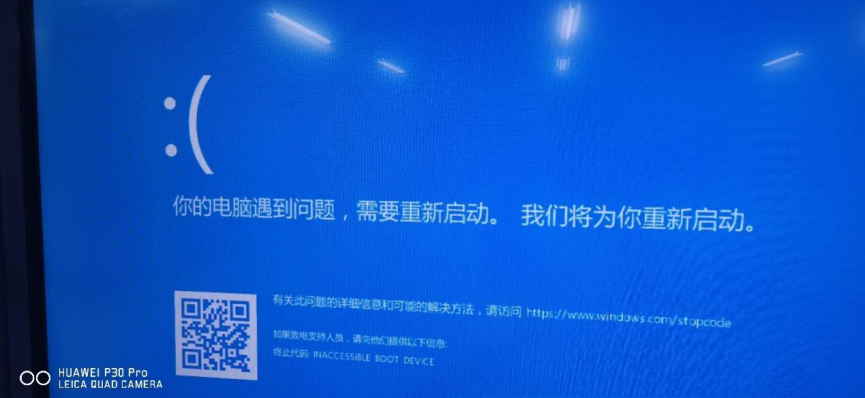 :(
你的电脑遇到问题，需要重新启动。 我们将为你重新启动。
有关此问题的详细信息和可能的解决方法，请访问 https://www.windows.com/stopcode
如果致电支持人员，请向他们提供以下信息:
终止代码: INACCESSIBLE BOOT DEVICE
HUAWEI P30 Pro
LEICA QUAD CAMERA